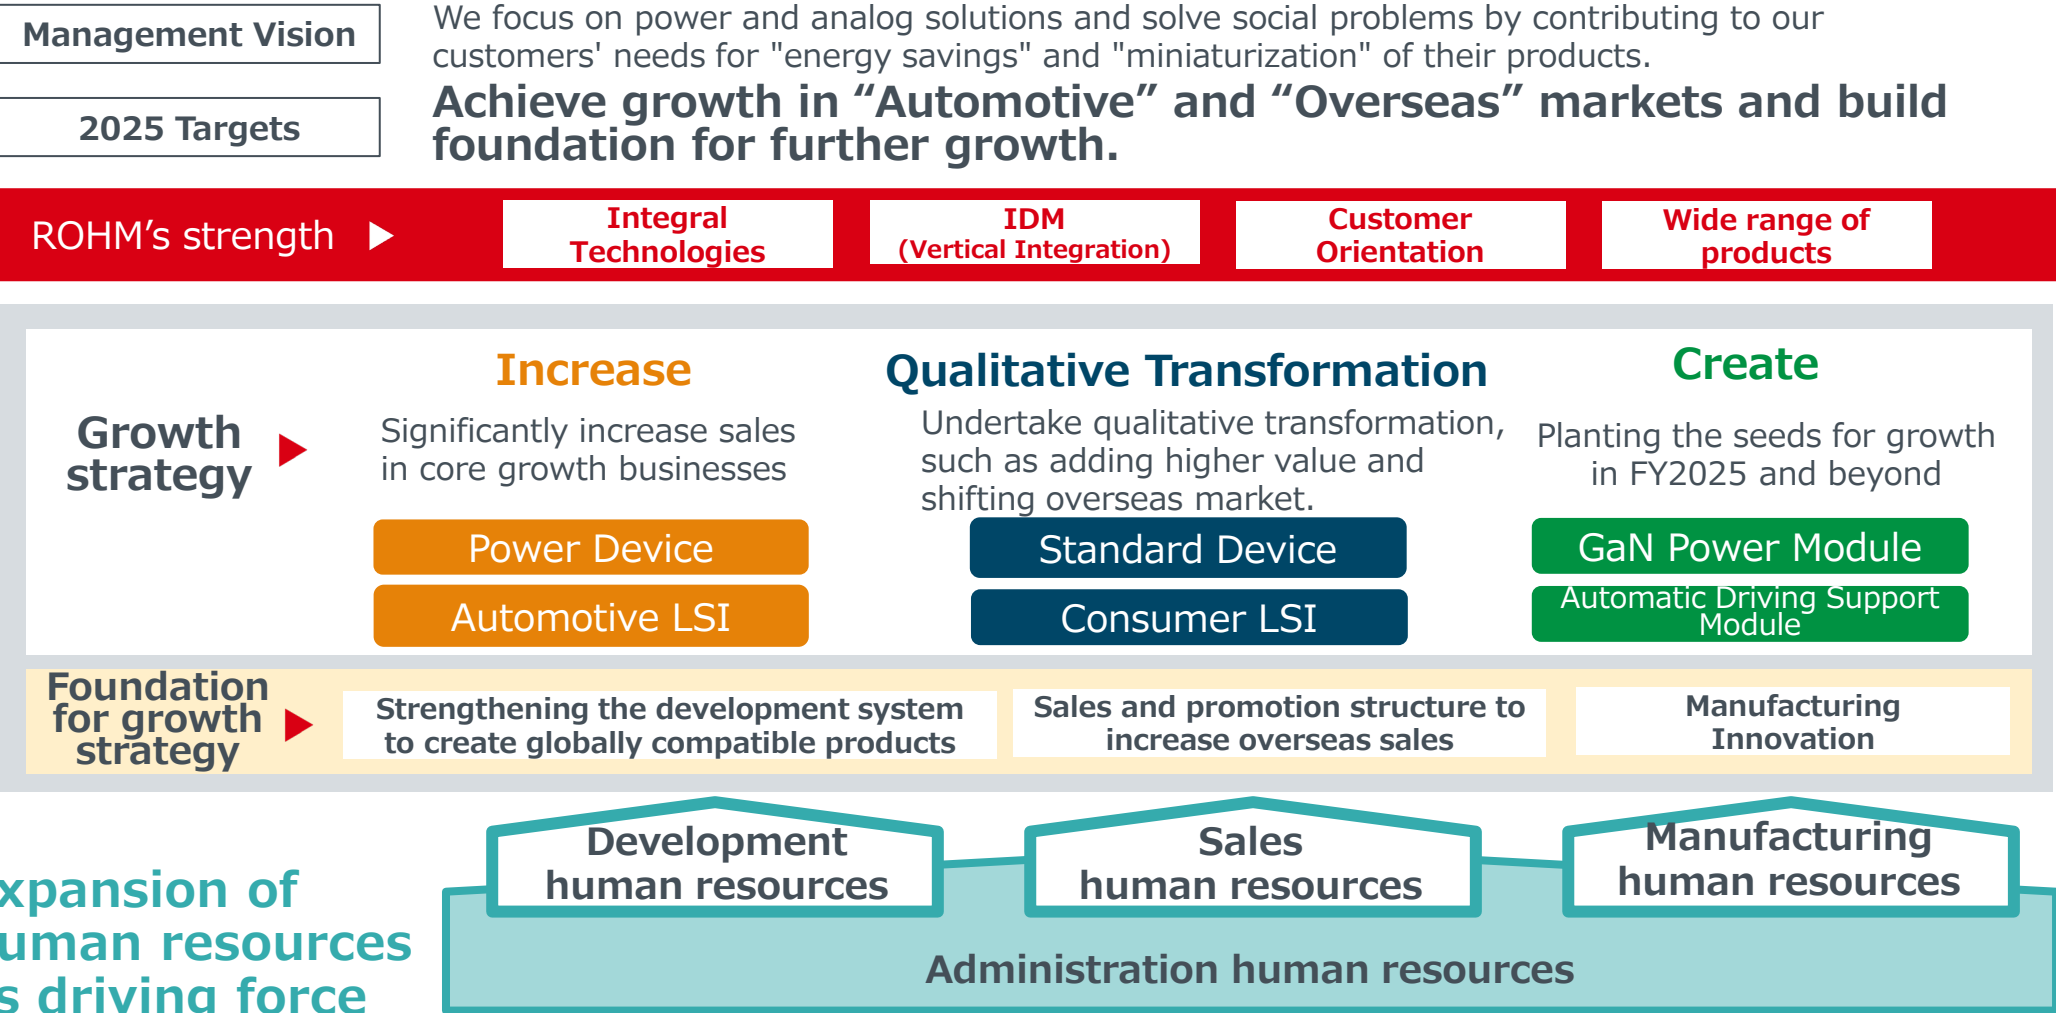 Management Vision
We focus on power and analog solutions and solve social problems by contributing to our
customers' needs for "energy savings" and "miniaturization" of their products.
2025 Targets
Achieve growth in “Automotive” and “Overseas” markets and build
foundation for further growth.
ROHM’s strength
Integral
Technologies
IDM
(Vertical Integration)
Customer
Orientation
Wide range of
products
Growth
strategy
Increase
Significantly increase sales
in core growth businesses
Power Device
Automotive LSI
Qualitative Transformation
Undertake qualitative transformation,
such as adding higher value and
shifting overseas market.
Standard Device
Consumer LSI
Create
Planting the seeds for growth
in FY2025 and beyond
GaN Power Module
Automatic Driving Support
Module
Foundation
for growth
strategy
Strengthening the development system
to create globally compatible products
Sales and promotion structure to
increase overseas sales
Manufacturing
Innovation
xpansion of
uman resources
s driving force
Development
human resources
Sales
human resources
Manufacturing
human resources
Administration human resources